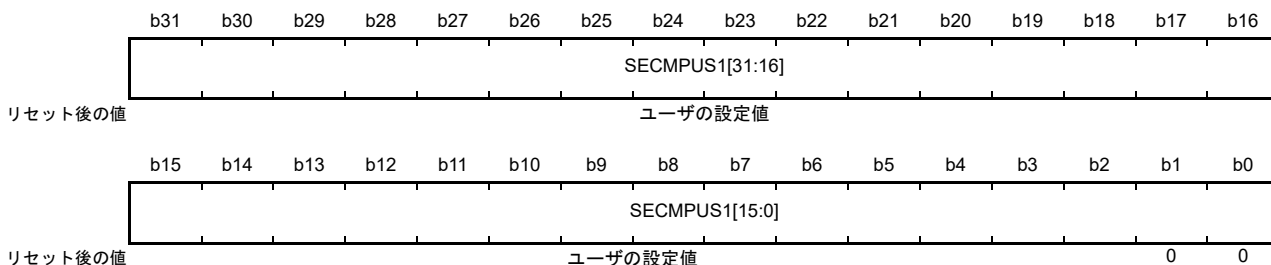 b31 b30 b29 b28 b27 b26 b25 b24 b23 b22 b21 b20 b19 b18 b17 b16
SECMPUS1[31:16]
リセット後の値 ユーザの設定値
b15 b14 b13 b12 b11 b10 b9 b8 b7 b6 b5 b4 b3 b2 b1 b0
SECMPUS1[15:0]
リセット後の値 ユーザの設定値 0 0